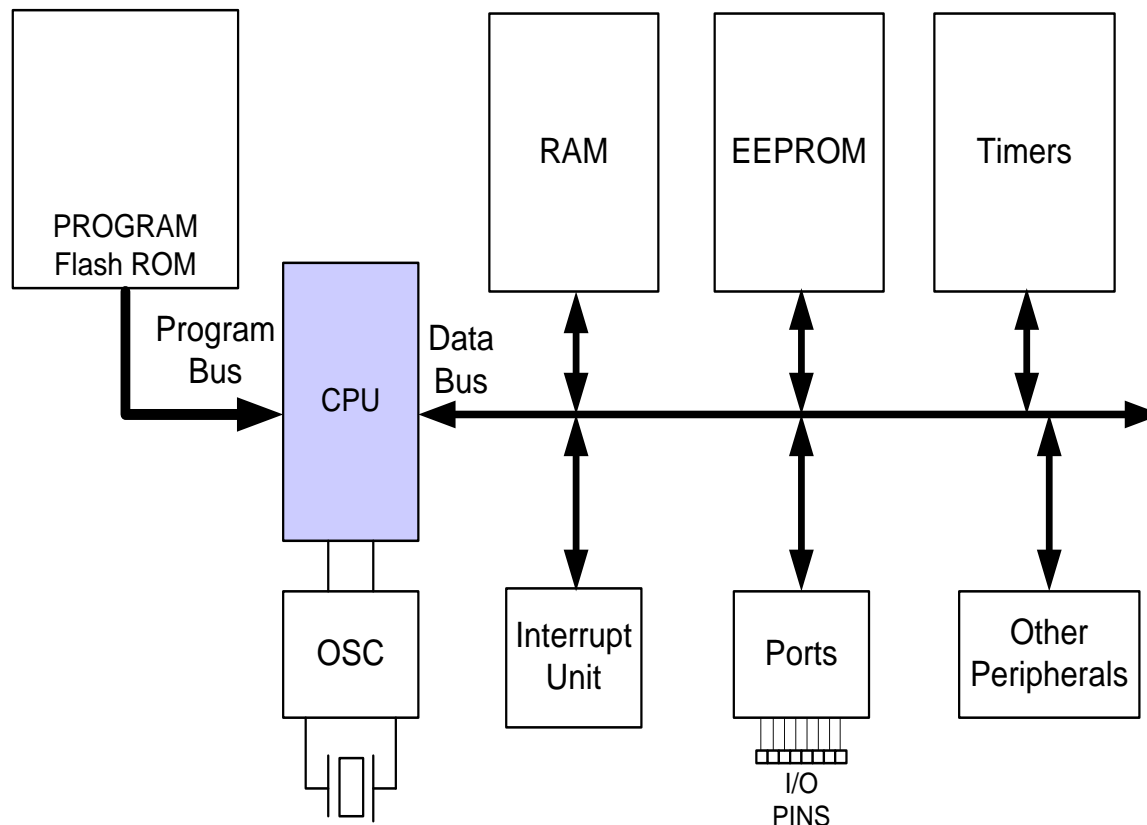 PROGRAM
Flash ROM
RAM
EEPROM
Timers
Program
Bus
CPU
Data
Bus
OSC
Interrupt
Unit
Ports
Other
Peripherals
I/O
PINS